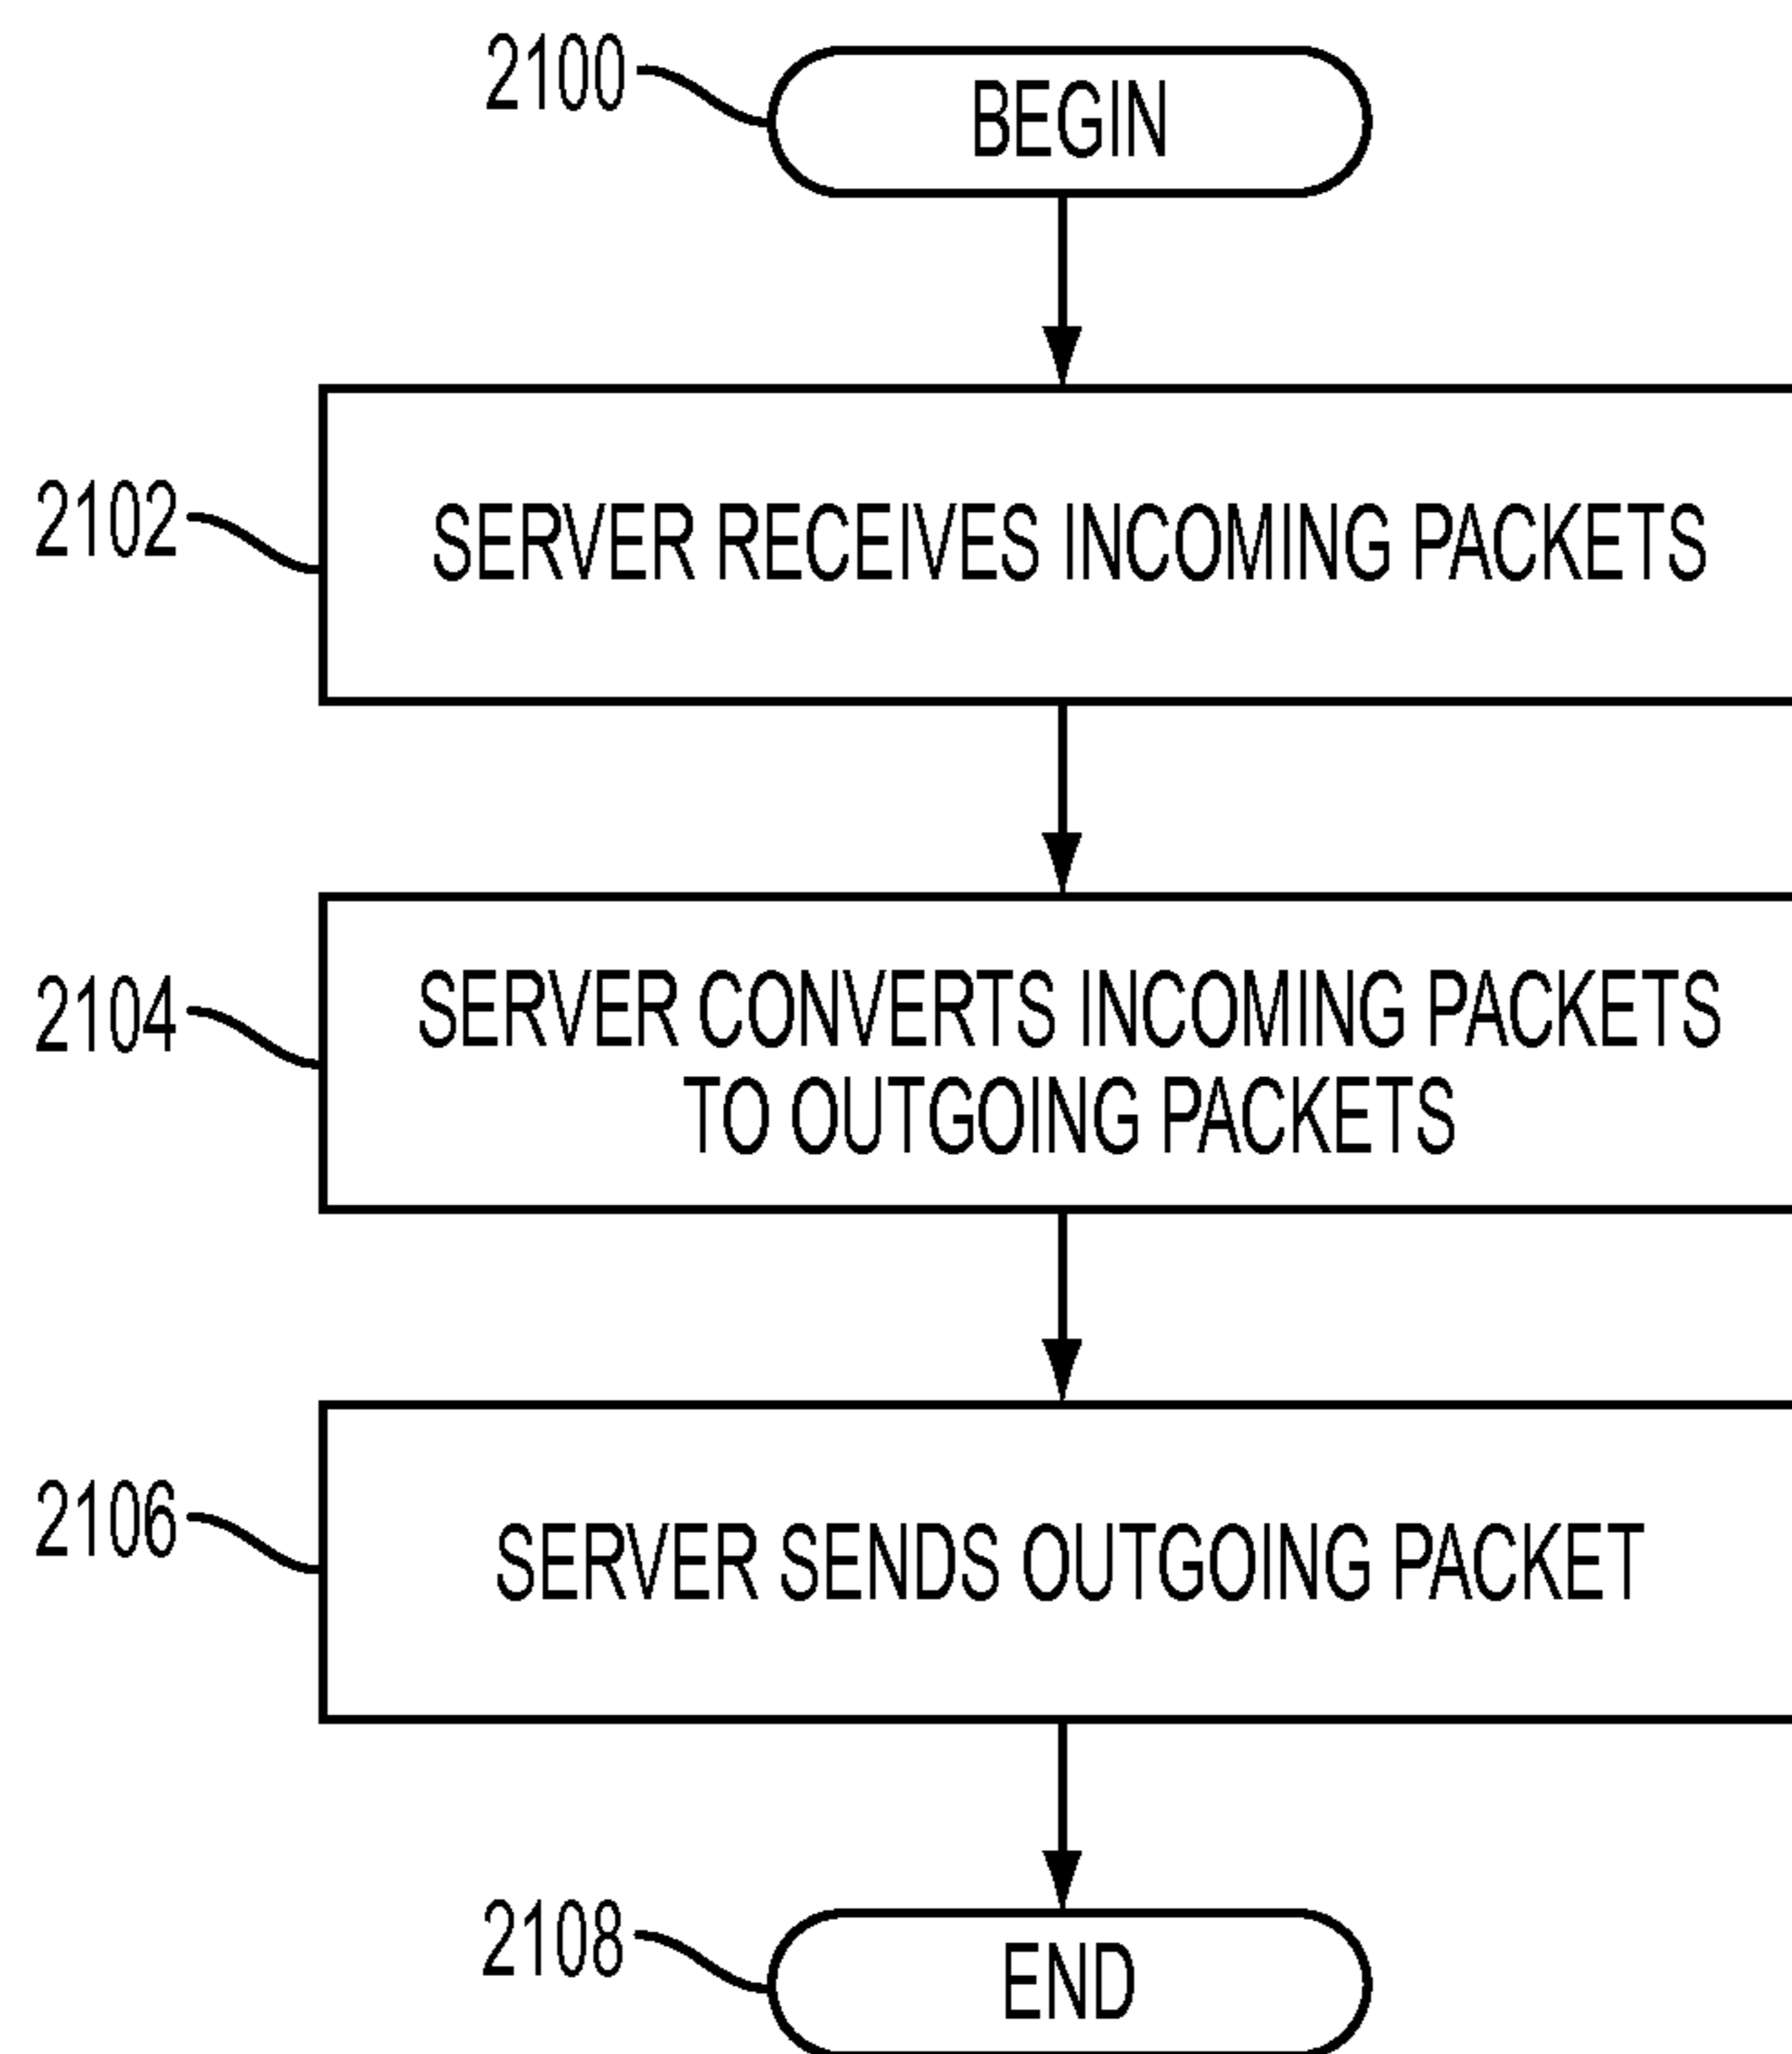 2100
BEGIN
2102
SERVER RECEIVES INCOMING PACKETS
2104
SERVER CONVERTS INCOMING PACKETS
TO OUTGOING PACKETS
2106
SERVER SENDS OUTGOING PACKET
2108
END